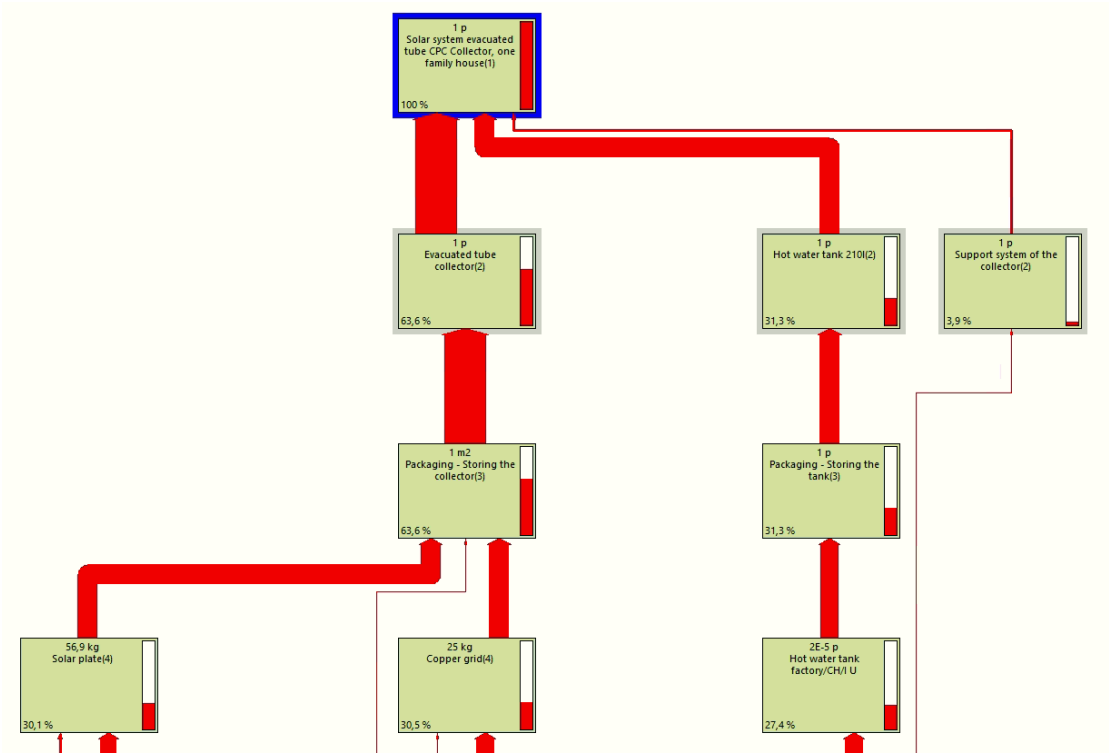 1 p
Solar system evacuated
tube CPC Collector, one
family house(1)
100 %
1 p
Evacuated tube
collector(2)
63,6 %
1 p
Hot water tank 210l(2)
31,3 %
1 p
Support system of the
collector(2)
3,9 %
1 m2
Packaging - Storing the
collector(3)
63,6 %
1 p
Packaging - Storing the
tank(3)
31,3 %
56,9 kg
Solar plate(4)
30,1 %
25 kg
Copper grid(4)
30,5 %
2E-5 p
Hot water tank
factory/CH/I U
27,4 %